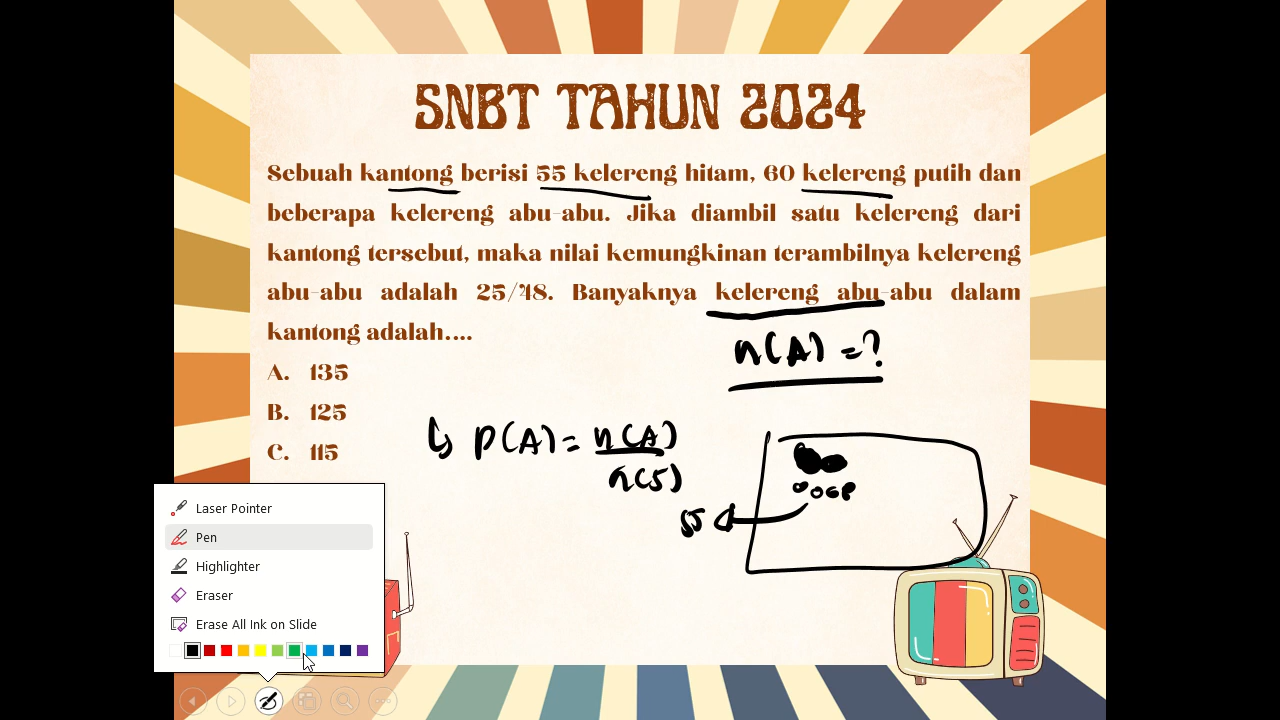 SNBT TAHUN 2024
Sebuah kantong berisi 55 kelereng hitam, 60 kelereng putih dan
beberapa kelereng abu-abu. Jika diambil satu kelereng dari
kantong tersebut, maka nilai kemungkinan terambilnya kelereng
abu-abu adalah 25/48. Banyaknya kelereng abu-abu dalam
kantong adalah....
n(A) = ?
A. 135
B. 125
C. 115
P(A) = n(A)
n(S)
55
Laser Pointer
Pen
Highlighter
Eraser
Erase All Ink on Slide